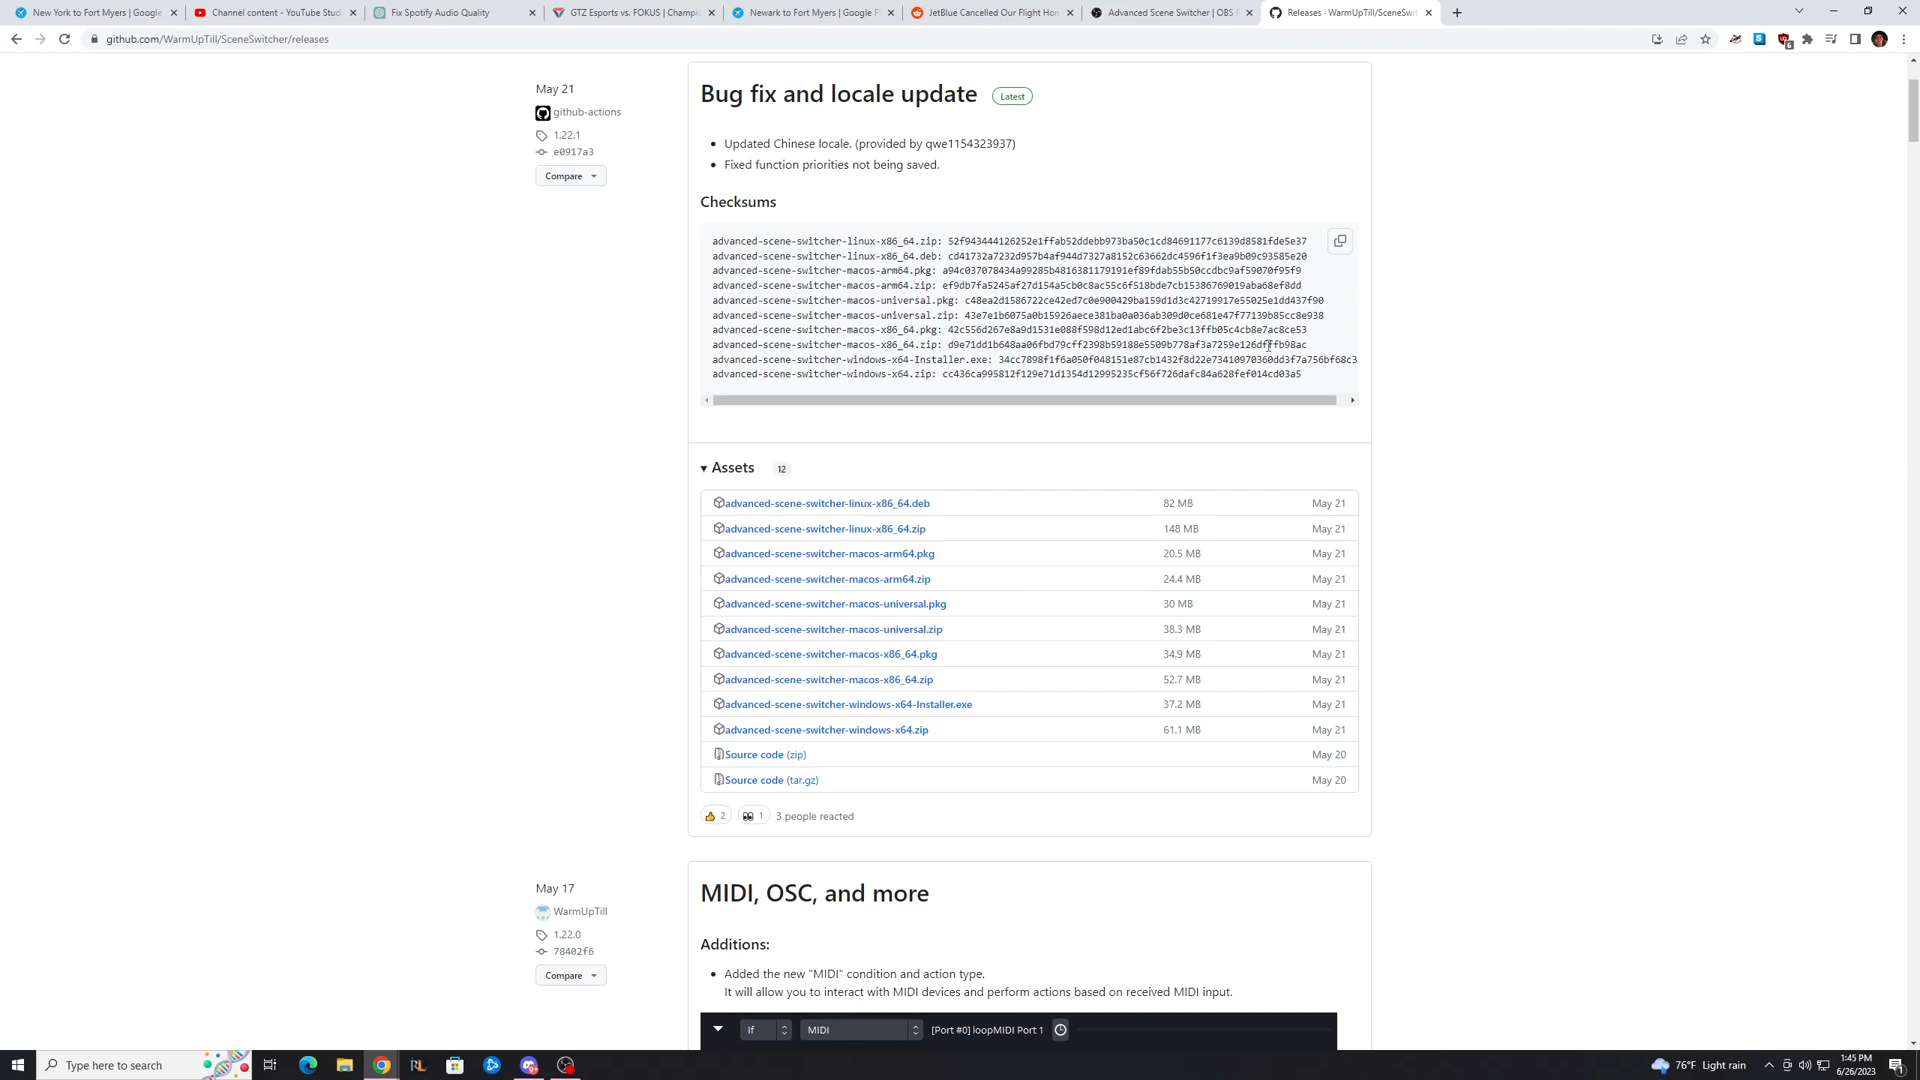 New York to Fort Myers | Google
Channel content - YouTube Studi
Fix Spotify Audio Quality
GTZ Esports vs. FOKUS | Champi
Newark to Fort Myers | Google F
JetBlue Cancelled Our Flight Hon
Advanced Scene Switcher | OBS F
Releases · WarmUpTill/SceneSwit
github.com/WarmUpTill/SceneSwitcher/releases
May 21
github-actions
1.22.1
e0917a3
Compare
Bug fix and locale update Latest
Updated Chinese locale. (provided by qwe1154323937)
Fixed function priorities not being saved.
Checksums
advanced-scene-switcher-linux-x86_64.zip: 52f943444126252e1ffab52ddebb973ba50c1cd84691177c6139d8581fde5e37
advanced-scene-switcher-linux-x86_64.deb: cd41732a7232d957b4af944d7327a8152c63662dc4596f1f3ea9b09c93585e20
advanced-scene-switcher-macos-arm64.pkg: a94c037078434a99285b4816381179191ef89fdab55b50ccdbc9af59070f95f9
advanced-scene-switcher-macos-arm64.zip: ef9db7fa5245af27d154a5cb0c8ac55c6f518bde7cb15386769019aba68ef8dd
advanced-scene-switcher-macos-universal.pkg: c48ea2d1586722ce42ed7c0e900429ba159d1d3c42719917e55025e1dd437f90
advanced-scene-switcher-macos-universal.zip: 43e7e1b6075a0b15926aece381ba0a036ab309d0ce681e47f77139b85cc8e938
advanced-scene-switcher-macos-x86_64.pkg: 42c556d267e8a9d1531e088f598d12ed1abc6f2be3c13ffb05c4cb8e7ac8ce53
advanced-scene-switcher-macos-x86_64.zip:
advanced-scene-switcher-windows-x64-Installer.exe: 34cc7898f1f6a050f048151e87cb1432f8d22e73410970360dd3f7a756bf68c3
advanced-scene-switcher-windows-x64.zip: cc436ca995812f129e71d1354d12995235cf56f726dafc84a628fef014cd03a5
Assets 12
advanced-scene-switcher-linux-x86_64.deb 82 MB May 21
advanced-scene-switcher-linux-x86_64.zip 148 MB May 21
advanced-scene-switcher-macos-arm64.pkg 20.5 MB May 21
advanced-scene-switcher-macos-arm64.zip 24.4 MB May 21
advanced-scene-switcher-macos-universal.pkg 30 MB May 21
advanced-scene-switcher-macos-universal.zip 38.3 MB May 21
advanced-scene-switcher-macos-x86_64.pkg 34.9 MB May 21
advanced-scene-switcher-macos-x86_64.zip 52.7 MB May 21
advanced-scene-switcher-windows-x64-Installer.exe 37.2 MB May 21
advanced-scene-switcher-windows-x64.zip 61.1 MB May 21
Source code (zip) May 20
Source code (tar.gz) May 20
2 1 3 people reacted
May 17
WarmUpTill
1.22.0
78402f6
Compare
MIDI, OSC, and more
Additions:
Added the new "MIDI" condition and action type.
It will allow you to interact with MIDI devices and perform actions based on received MIDI input.
If MIDI [Port #0] loopMIDI Port 1
Type here to search
76°F Light rain
1:45 PM
6/26/2023